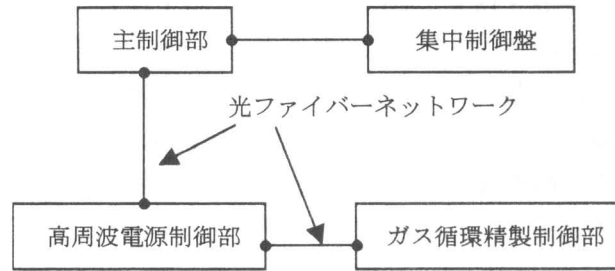 主制御部
集中制御盤
光ファイバーネットワーク
高周波電源制御部
ガス循環精製制御部